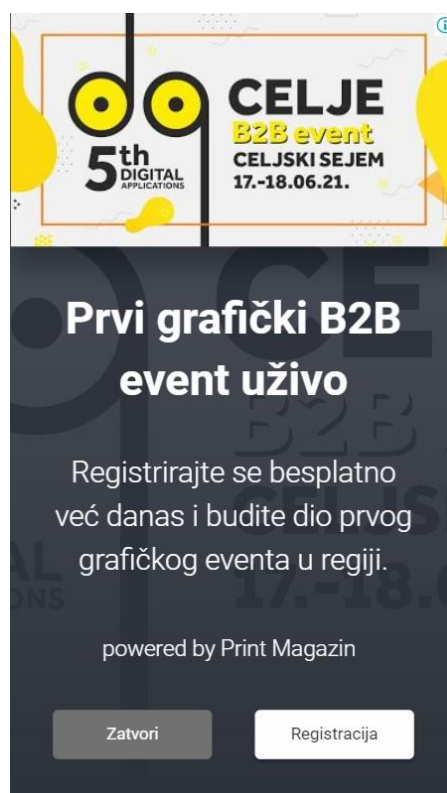 CELJE
B2B event
CELJSKI SEJEM
17.-18.06.21.
5th
DIGITAL
APPLICATIONS
Prvi grafički B2B
event uživo
Registrirajte se besplatno
već danas i budite dio prvog
grafičkog eventa u regiji.
powered by Print Magazin
Zatvori
Registracija